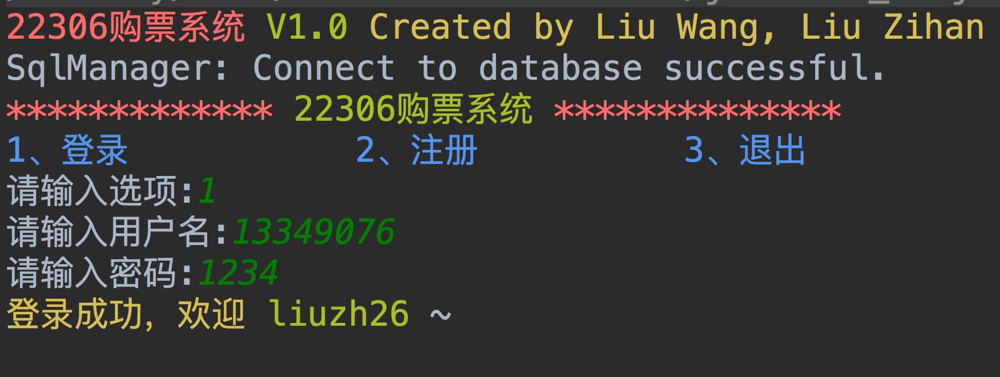 22306购票系统 V1.0 Created by Liu Wang, Liu Zihan
SqlManager: Connect to database successful.
************* 22306购票系统 **************
1、登录 2、注册 3、退出
请输入选项:1
请输入用户名:13349076
请输入密码:1234
登录成功，欢迎 liuzh26 ~